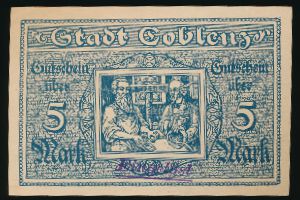 Stadt Coblenz
Gutschein Gutschein
über über
5 5
Mark Mark